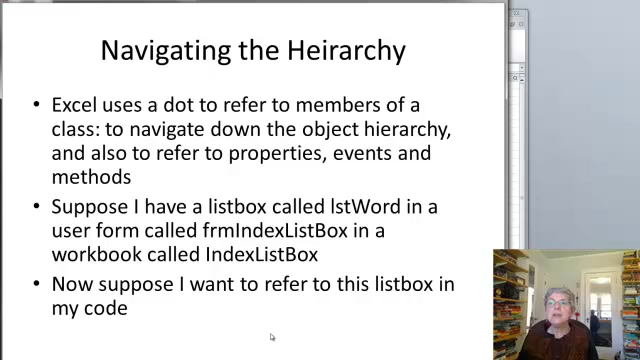 Navigating the Heirarchy
• Excel uses a dot to refer to members of a
class: to navigate down the object hierarchy,
and also to refer to properties, events and
methods
• Suppose I have a listbox called lstWord in a
user form called frmIndexListBox in a
workbook called IndexListBox
• Now suppose I want to refer to this listbox in
my code